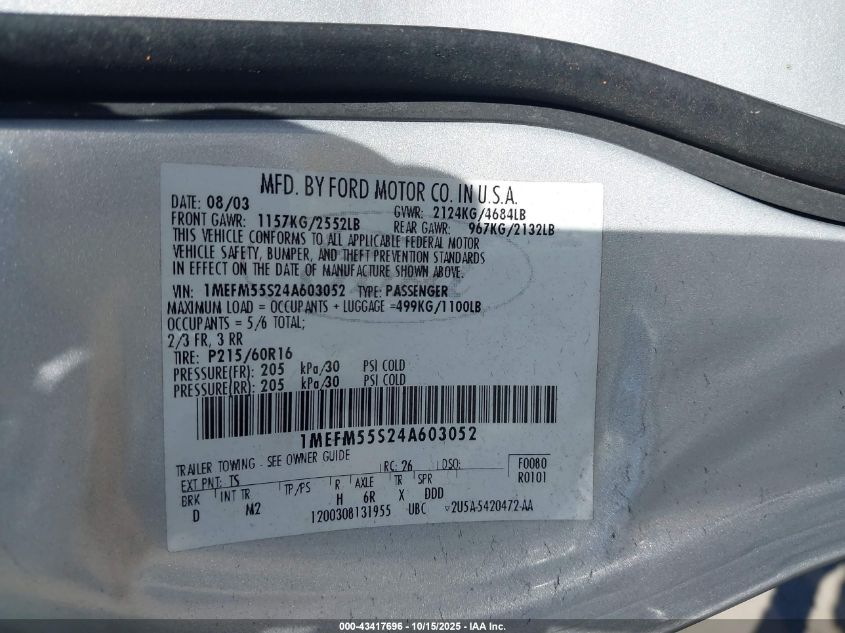 MFD. BY FORD MOTOR CO. IN U.S.A.
DATE: 08/03 GVWR: 2124KG/4684LB
FRONT GAWR: 1157KG/2552LB REAR GAWR: 967KG/2132LB
THIS VEHICLE CONFORMS TO ALL APPLICABLE FEDERAL MOTOR
VEHICLE SAFETY, BUMPER, AND THEFT PREVENTION STANDARDS
IN EFFECT ON THE DATE OF MANUFACTURE SHOWN ABOVE.
VIN: 1MEFM55S24A603052 TYPE: PASSENGER
MAXIMUM LOAD = OCCUPANTS + LUGGAGE =499KG/1100LB
OCCUPANTS = 5/6 TOTAL;
2/3 FR, 3 RR
TIRE: P215/60R16
PRESSURE(FR): 205 kPa/30 PSI COLD
PRESSURE(RR) : 205 kPa/30 PSI COLD
1MEFM55S24A603052
TRAILER TOWING - SEE OWNER GUIDE
EXT PNT: TS RC: 26 DSO: F0080
BRK INT TR TP/PS R AXLE TR SPR R0101
D M2 H 6R X DDD
1200308131955 UBC ▽2U5A-5420472-AA
000-43417696 - 10/15/2025 - IAA Inc.